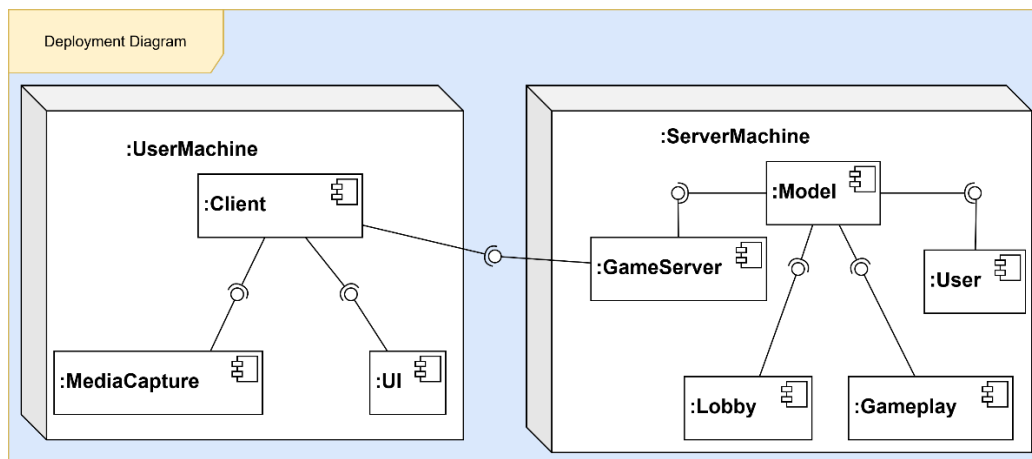 Deployment Diagram
:UserMachine
:Client
:MediaCapture
:UI
:ServerMachine
:Model
:GameServer
:User
:Lobby
:Gameplay